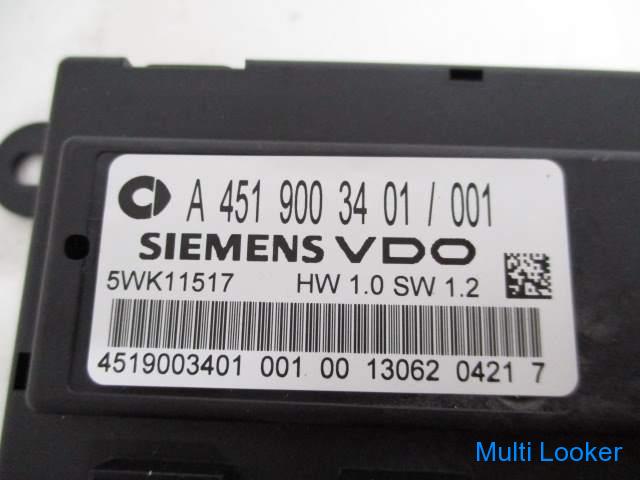 A 451 900 34 01 / 001
SIEMENS VDO
5WK11517 HW 1.0 SW 1.2
4519003401 001 00 13062 0421 7
Multi Looker